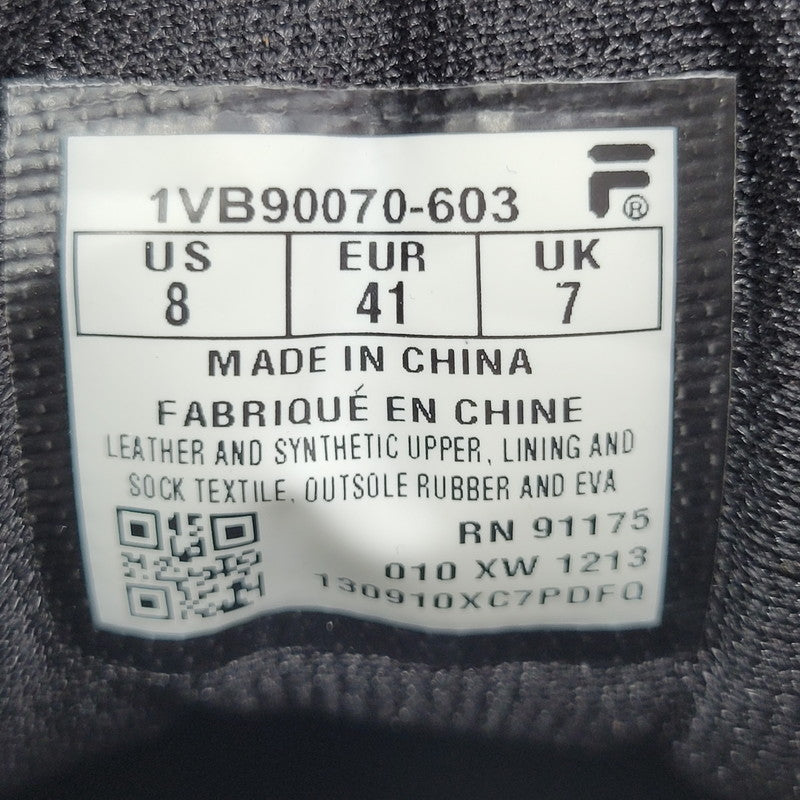 1VB90070-603
F®
US EUR UK
8 41 7
MADE IN CHINA
FABRIQUÉ EN CHINE
LEATHER AND SYNTHETIC UPPER, LINING AND
SOCK TEXTILE, OUTSOLE RUBBER AND EVA
RN 91175
010 XW 1213
130910XC7PDFQ